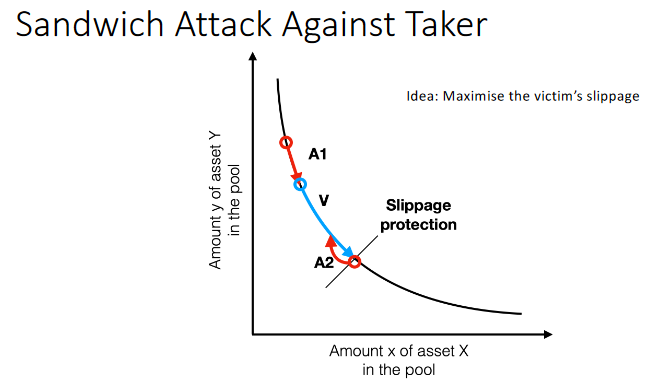 Sandwich Attack Against Taker
Idea: Maximise the victim's slippage
Amount y of asset Y
in the pool
A1
V
Slippage
protection
A2
Amount x of asset X
in the pool